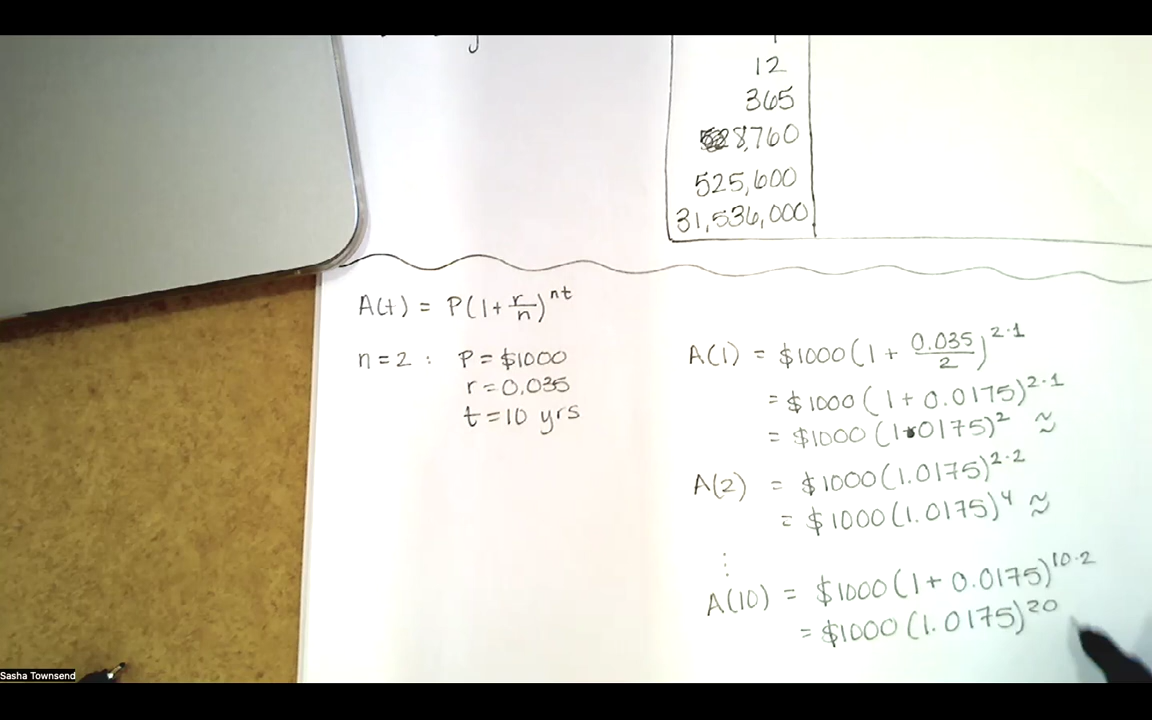 12
365
8,760
525,600
31,536,000
A(t) = P(1 + r/n)^nt
n = 2 : P = $1000
r = 0.035
t = 10 yrs
A(1) = $1000(1 + 0.035/2)^2·1
= $1000(1 + 0.0175)^2·1
= $1000(1.0175)^2 ≈
A(2) = $1000(1.0175)^2·2
= $1000(1.0175)^4 ≈
⋮
A(10) = $1000(1 + 0.0175)^10·2
= $1000(1.0175)^20
Sasha Townsend